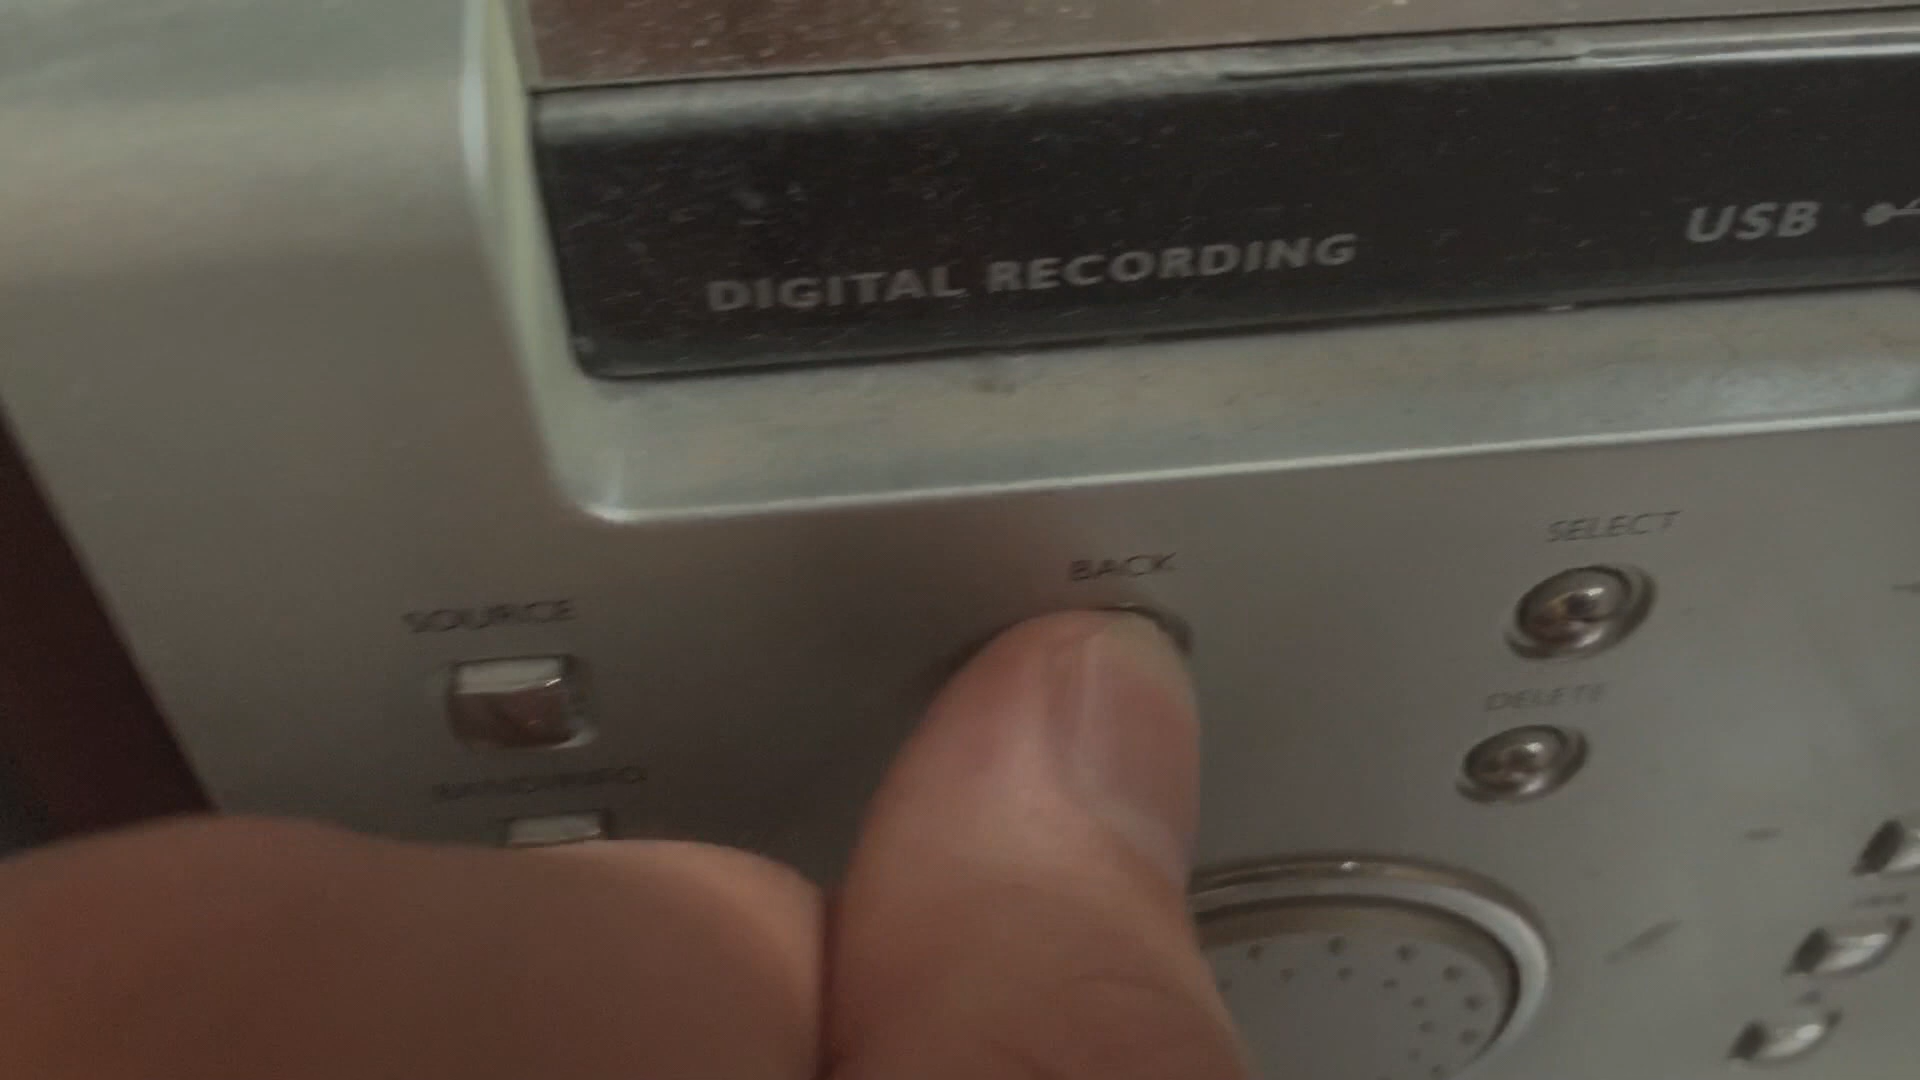 DIGITAL RECORDING
USB
SELECT
BACK
SOURCE
DELETE